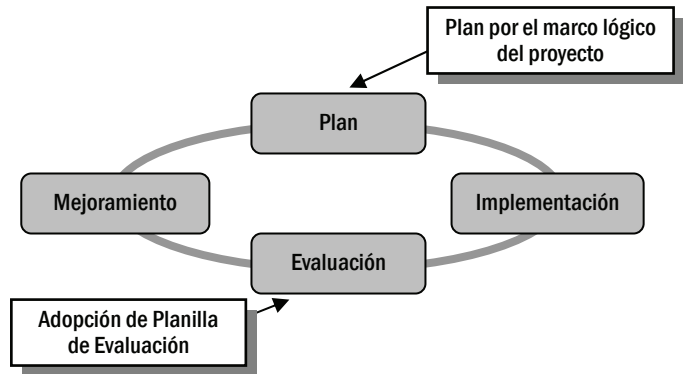 Plan por el marco lógico
del proyecto
Plan
Mejoramiento
Implementación
Evaluación
Adopción de Planilla
de Evaluación